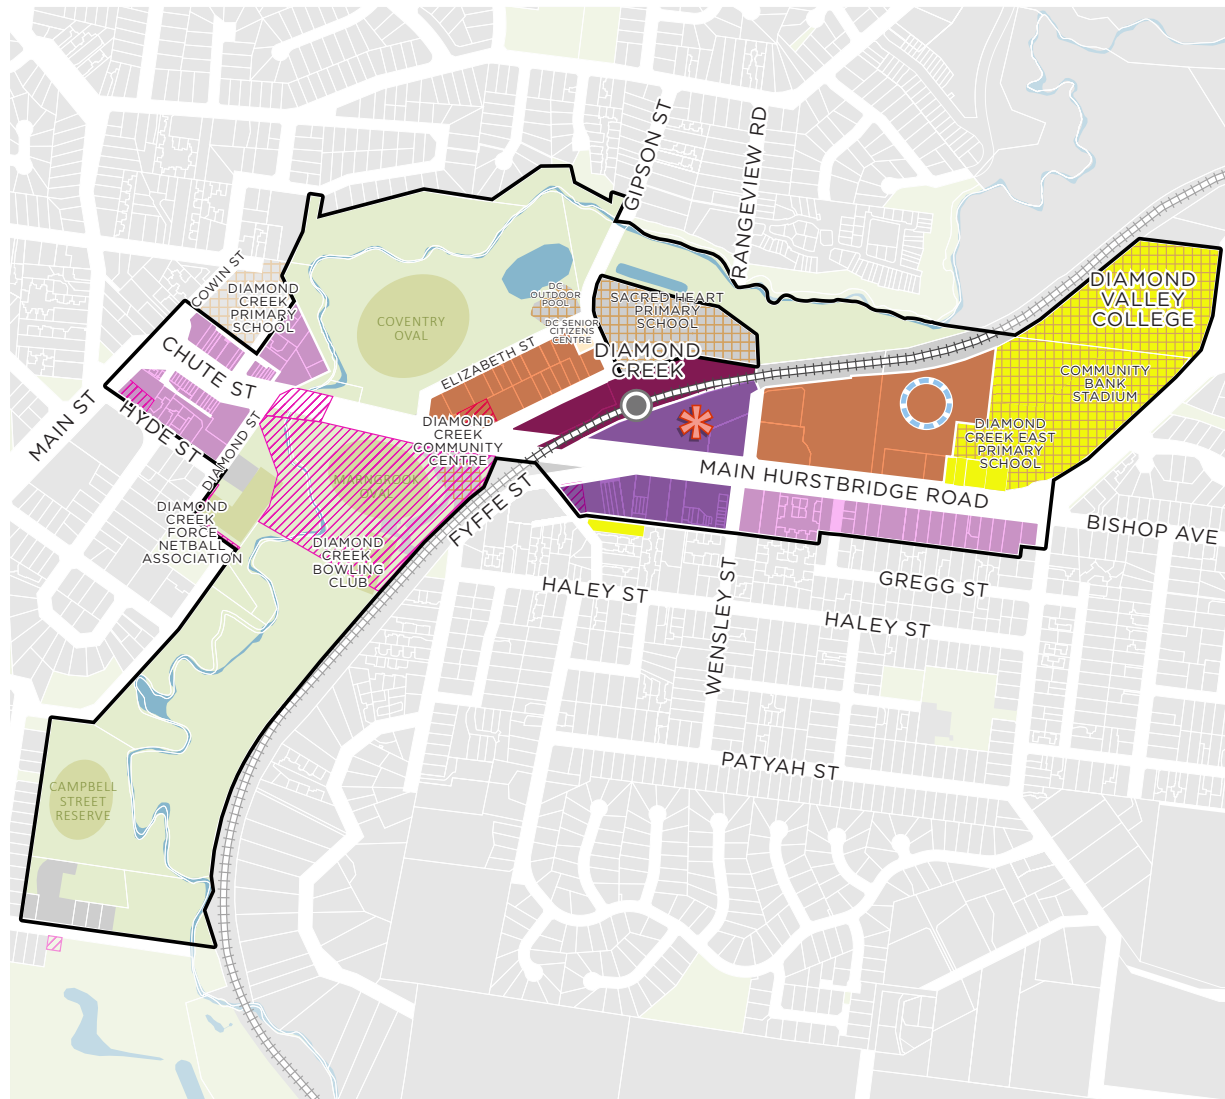 GIPSON ST
RANGEVIEW RD
COWIN ST
DIAMOND
CREEK
PRIMARY
SCHOOL
DC
OUTDOOR
POOL
SACRED HEART
PRIMARY
SCHOOL
DIAMOND
VALLEY
COLLEGE
COVENTRY
OVAL
DC SENIOR
CITIZENS
CENTRE
ELIZABETH ST
DIAMOND
CREEK
CHUTE ST
COMMUNITY
BANK
STADIUM
MAIN ST
HYDE ST
DIAMOND ST
DIAMOND
CREEK
COMMUNITY
CENTRE
DIAMOND
CREEK EAST
PRIMARY
SCHOOL
OVAL
MAIN HURSTBRIDGE ROAD
FYFFE ST
DIAMOND
CREEK
FORCE
NETBALL
ASSOCIATION
DIAMOND
CREEK
BOWLING
CLUB
BISHOP AVE
HALEY ST
WENSLEY ST
GREGG ST
HALEY ST
PATYAH ST
CAMPBELL
STREET
RESERVE